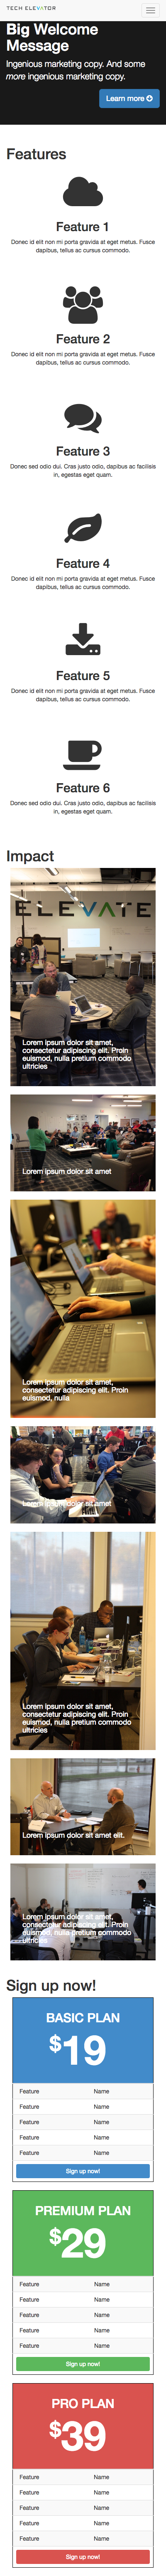 TECH ELEVATOR
Big Welcome
Message
Ingenious marketing copy. And some
more ingenious marketing copy.
Learn more
Features
Feature 1
Donec id elit non mi porta gravida at eget metus. Fusce
dapibus, tellus ac cursus commodo.
Feature 2
Donec id elit non mi porta gravida at eget metus. Fusce
dapibus, tellus ac cursus commodo.
Feature 3
Donec sed odio dui. Cras justo odio, dapibus ac facilisis
in, egestas eget quam.
Feature 4
Donec id elit non mi porta gravida at eget metus. Fusce
dapibus, tellus ac cursus commodo.
Feature 5
Donec id elit non mi porta gravida at eget metus. Fusce
dapibus, tellus ac cursus commodo.
Feature 6
Donec sed odio dui. Cras justo odio, dapibus ac facilisis
in, egestas eget quam.
Impact
ELEVATE
Lorem ipsum dolor sit amet,
consectetur adipiscing elit. Proin
euismod, nulla pretium commodo
ultricies
Lorem ipsum dolor sit amet
Lorem ipsum dolor sit amet,
consectetur adipiscing elit. Proin
euismod, nulla
Lorem ipsum dolor sit amet
Lorem ipsum dolor sit amet,
consectetur adipiscing elit. Proin
euismod, nulla pretium commodo
ultricies
Lorem ipsum dolor sit amet elit.
Lorem ipsum dolor sit amet,
consectetur adipiscing elit. Proin
euismod, nulla pretium commodo
ultricies
Sign up now!
BASIC PLAN
$19
Feature Name
Feature Name
Feature Name
Feature Name
Feature Name
Sign up now!
PREMIUM PLAN
$29
Feature Name
Feature Name
Feature Name
Feature Name
Feature Name
Sign up now!
PRO PLAN
$39
Feature Name
Feature Name
Feature Name
Feature Name
Feature Name
Sign up now!